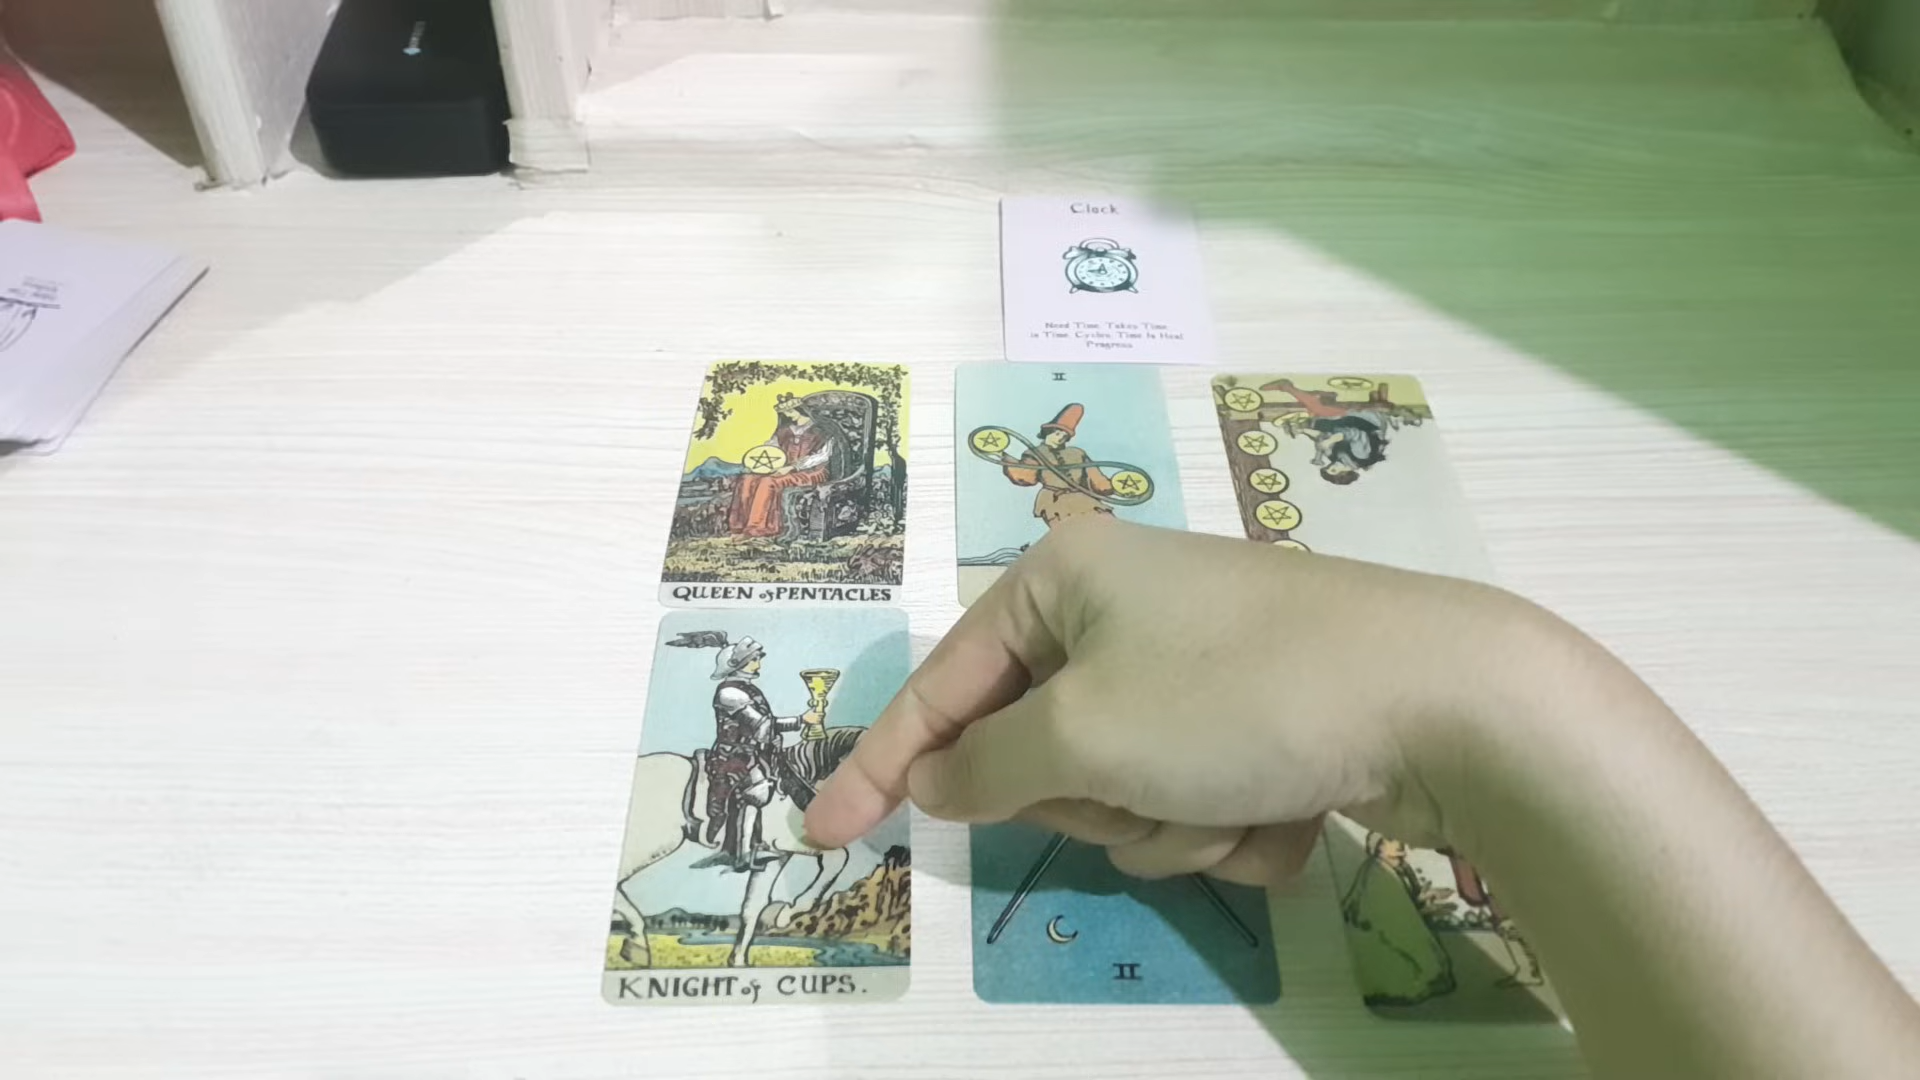 Clock
Need Time. Takes Time
in Time. Cycles. Time to Heal
Progress
II
QUEEN of PENTACLES
KNIGHT of CUPS.
II